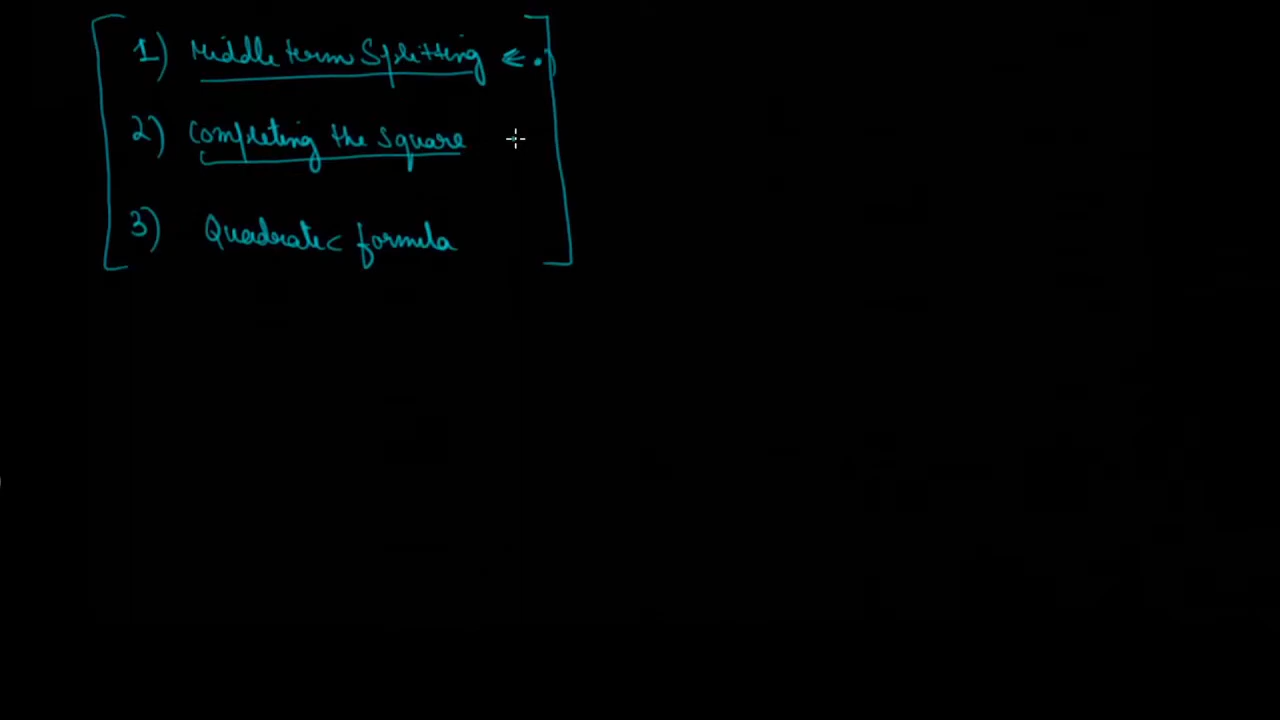 1) Middle term Splitting
2) Completing the square
3) Quadratic formula